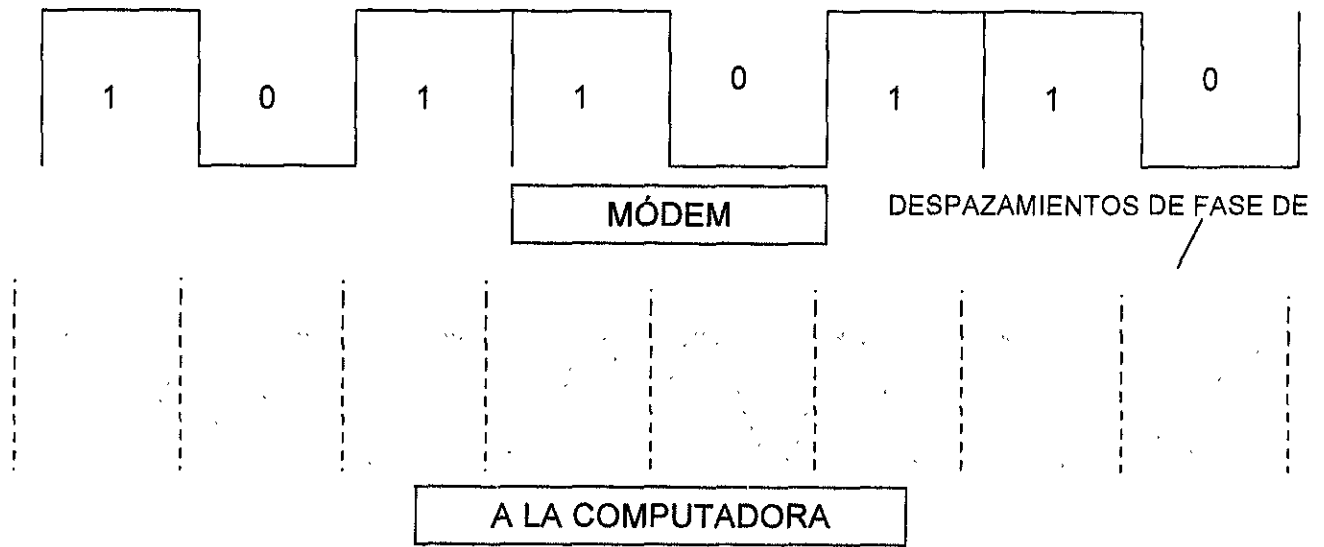 1 0 1 1 0 1 1 0
MÓDEM
DESPAZAMIENTOS DE FASE DE
A LA COMPUTADORA